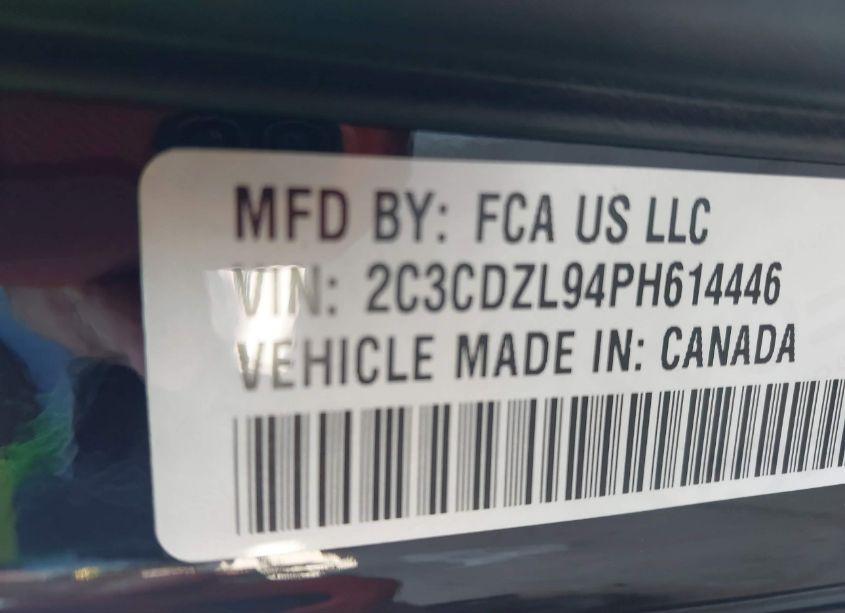 MFD BY: FCA US LLC
VIN: 2C3CDZL94PH614446
VEHICLE MADE IN: CANADA